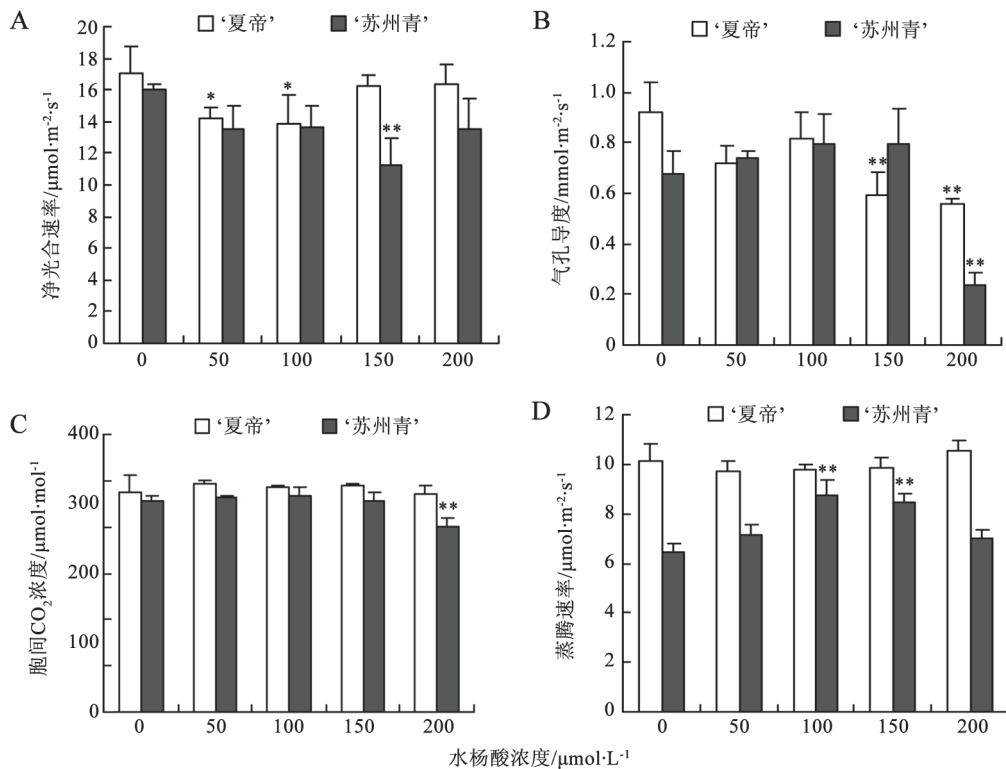 A
'夏帝' '苏州青'
净光合速率/μmol·m⁻²·s⁻¹
20
18
16
14
12
10
8
6
4
2
0
* * **
0 50 100 150 200
B
'夏帝' '苏州青'
气孔导度/mmol·m⁻²·s⁻¹
1.2
1.0
0.8
0.6
0.4
0.2
0
** ** **
0 50 100 150 200
C
'夏帝' '苏州青'
胞间CO₂浓度/μmol·mol⁻¹
400
300
200
100
0
**
0 50 100 150 200
D
'夏帝' '苏州青'
蒸腾速率/μmol·m⁻²·s⁻¹
12
10
8
6
4
2
0
** **
0 50 100 150 200
水杨酸浓度/μmol·L⁻¹